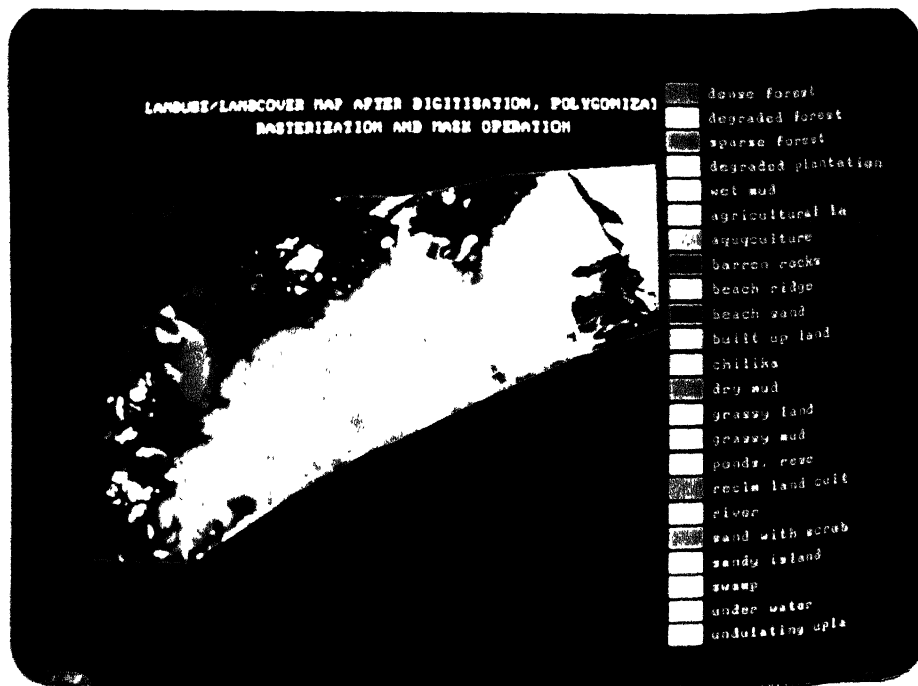 LANDUSE/LANDCOVER MAP AFTER DIGITISATION, POLYGONIZAT
RASTERIZATION AND MASK OPERATION
dense forest
degraded forest
sparse forest
degraded plantation
wet mud
agricultural la
aquqculture
barren rocks
beach ridge
beach sand
built up land
chilika
dry mud
grassy land
grassy mud
ponds, rese
reclm land cult
river
sand with scrub
sandy island
swamp
under water
undulating upla